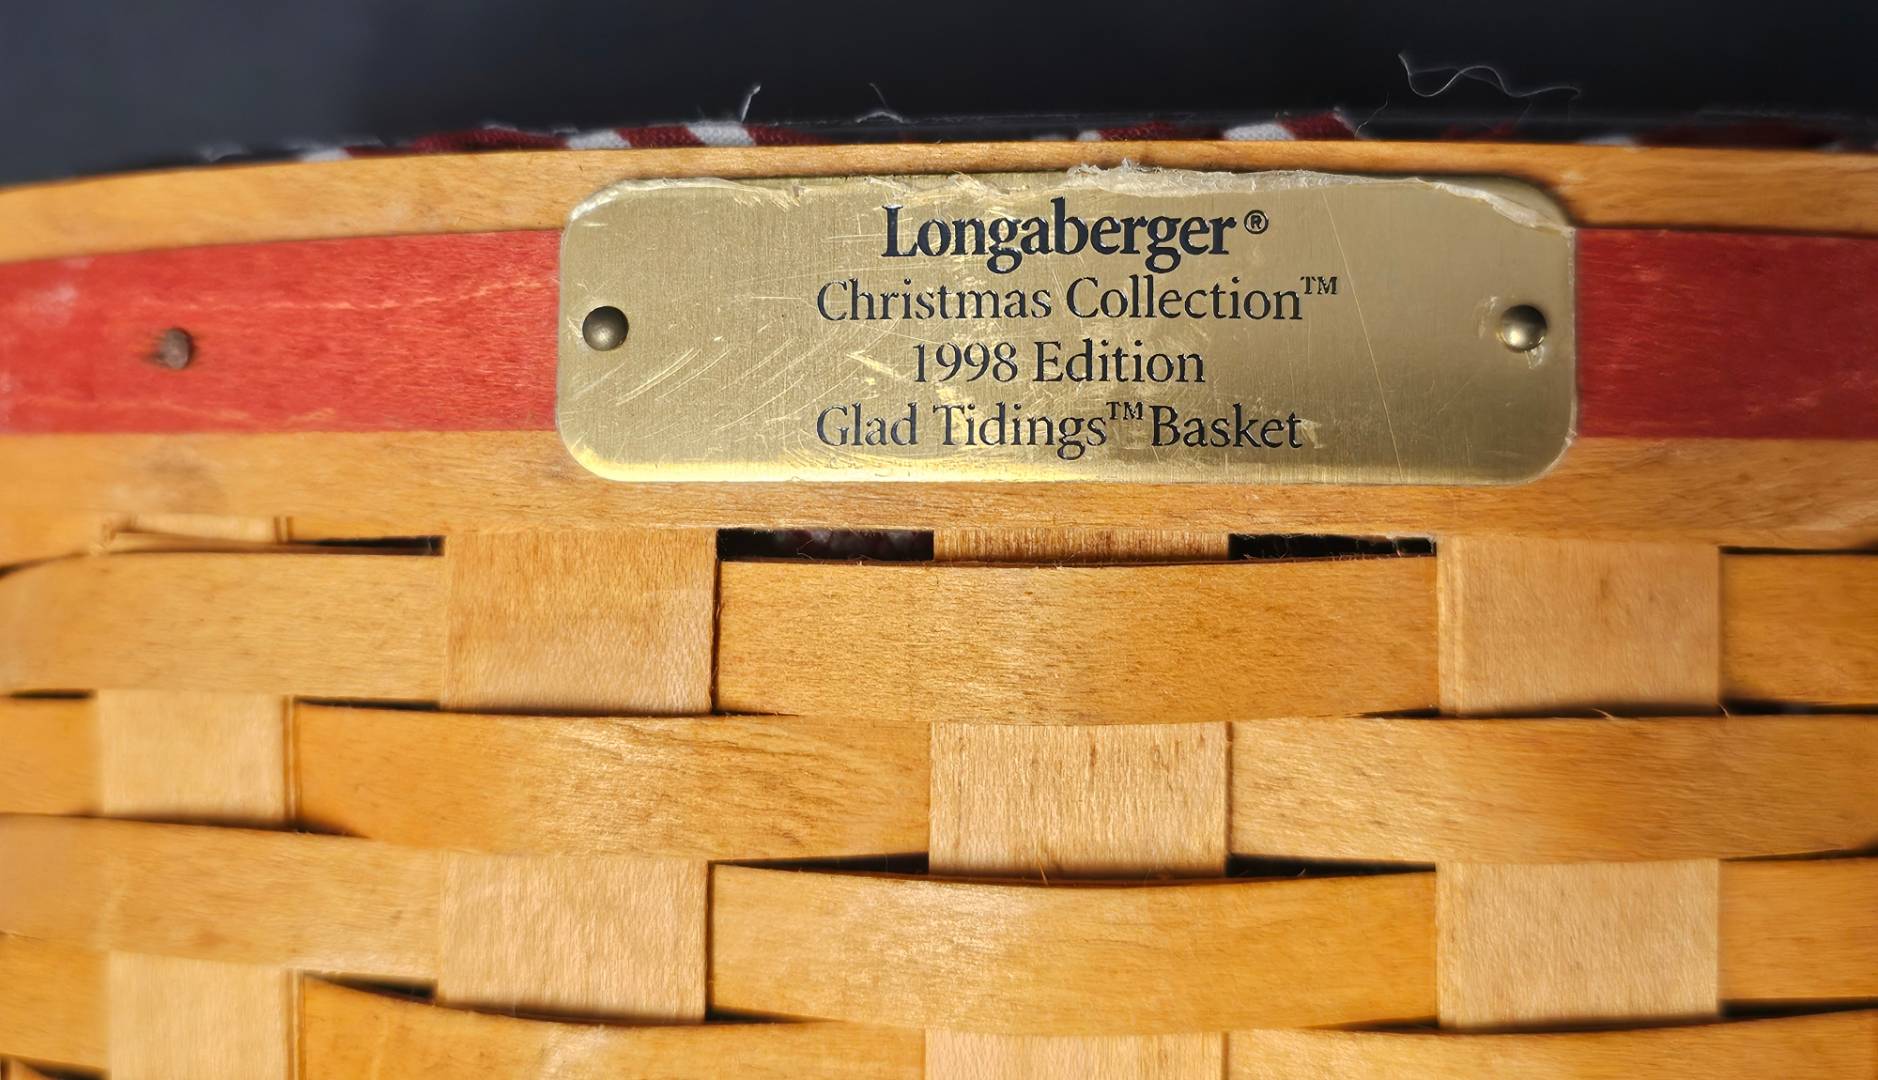 Longaberger®
Christmas Collection™
1998 Edition
Glad Tidings™ Basket